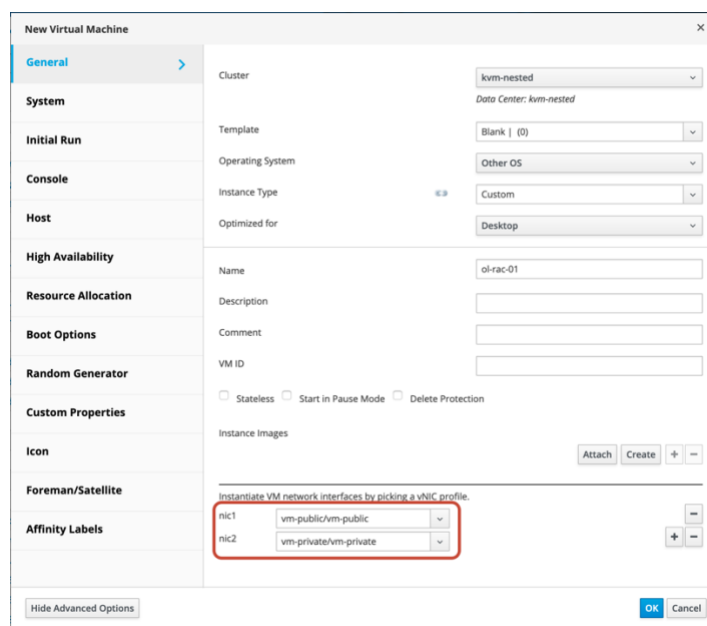 New Virtual Machine ×
General
System
Initial Run
Console
Host
High Availability
Resource Allocation
Boot Options
Random Generator
Custom Properties
Icon
Foreman/Satellite
Affinity Labels
Cluster kvm-nested
Data Center: kvm-nested
Template Blank | (0)
Operating System Other OS
Instance Type Custom
Optimized for Desktop
Name ol-rac-01
Description
Comment
VM ID
Stateless Start in Pause Mode Delete Protection
Instance Images
Attach Create + −
Instantiate VM network interfaces by picking a vNIC profile.
nic1 vm-public/vm-public −
nic2 vm-private/vm-private + −
Hide Advanced Options OK Cancel